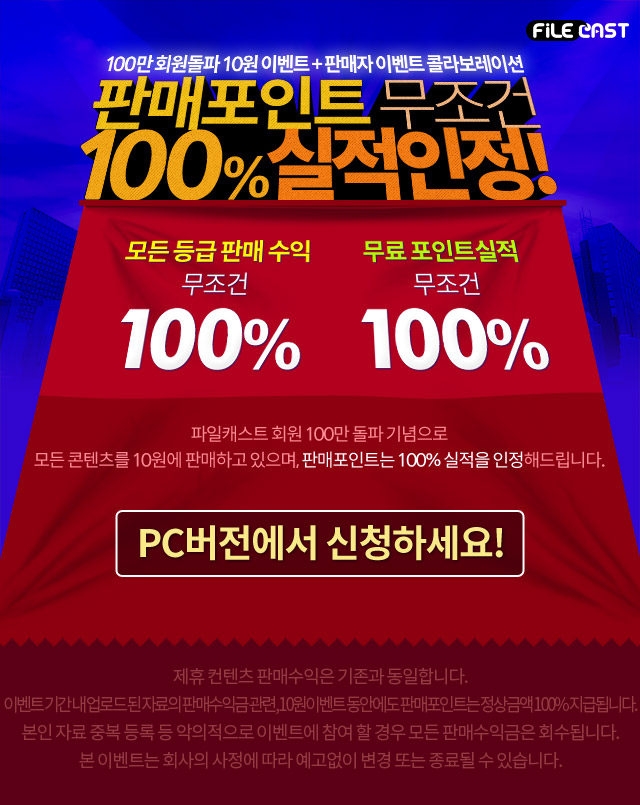 FILE CAST
100만 회원돌파 10원 이벤트 + 판매자 이벤트 콜라보레이션
판매포인트 무조건
100% 실적인정!
모든 등급 판매 수익 무료 포인트실적
무조건 무조건
100% 100%
파일캐스트 회원 100만 돌파 기념으로
모든 콘텐츠를 10원에 판매하고 있으며, 판매포인트는 100% 실적을 인정해드립니다.
PC버전에서 신청하세요!
제휴 컨텐츠 판매수익은 기존과 동일합니다.
이벤트 기간 내 업로드 된 자료의 판매수익금 관련, 10원이벤트 동안에도 판매포인트는 정상금액 100% 지급됩니다.
본인 자료 중복 등록 등 악의적으로 이벤트에 참여 할 경우 모든 판매수익금은 회수됩니다.
본 이벤트는 회사의 사정에 따라 예고없이 변경 또는 종료될 수 있습니다.